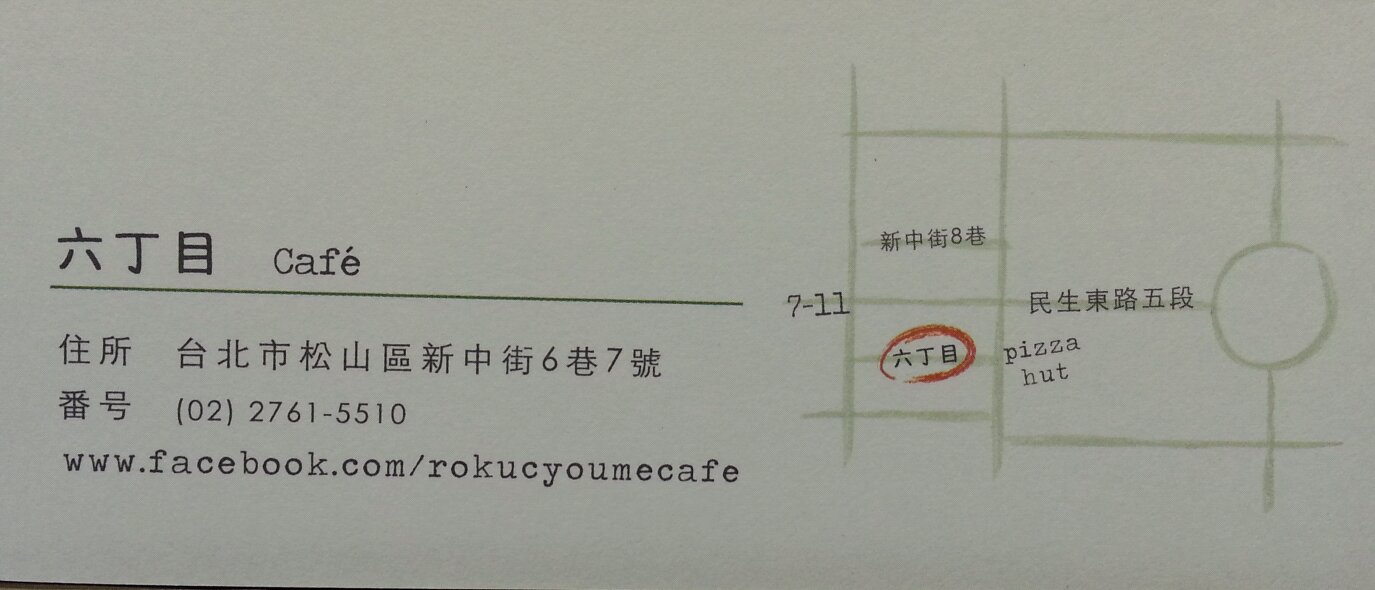 六丁目 Café
住所 台北市松山區新中街6巷7號
番号 (02) 2761-5510
www.facebook.com/rokucyoumecafe
新中街8巷
7-11
民生東路五段
六丁目
pizza
hut